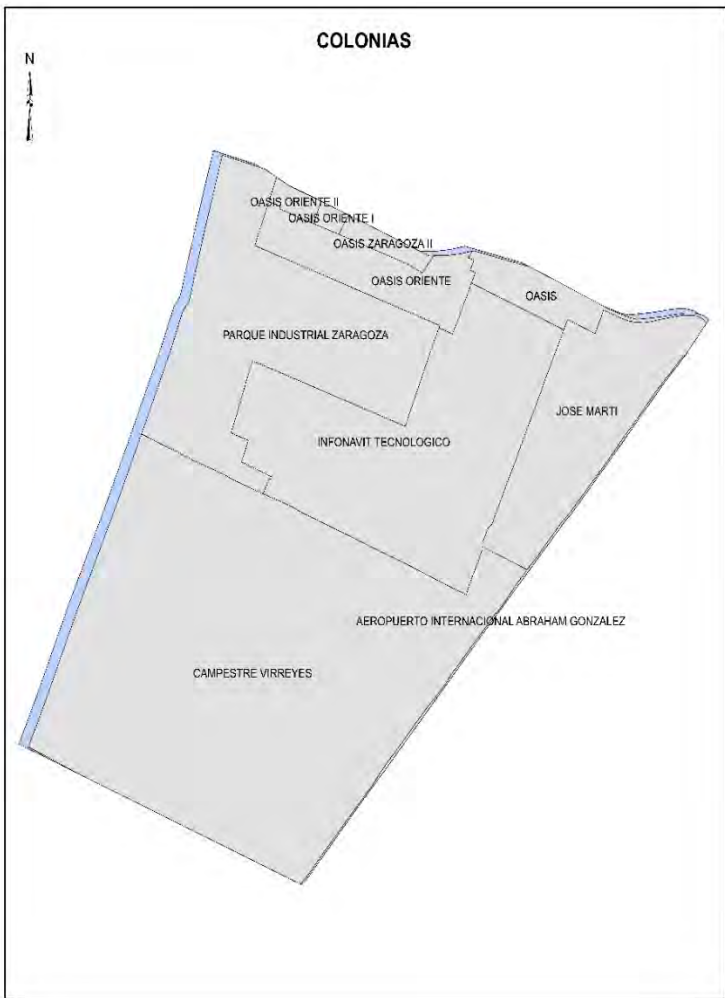 COLONIAS
N
OASIS ORIENTE II
OASIS ORIENTE I
OASIS ZARAGOZA II
OASIS ORIENTE
OASIS
PARQUE INDUSTRIAL ZARAGOZA
JOSE MARTI
INFONAVIT TECNOLOGICO
AEROPUERTO INTERNACIONAL ABRAHAM GONZALEZ
CAMPESTRE VIRREYES